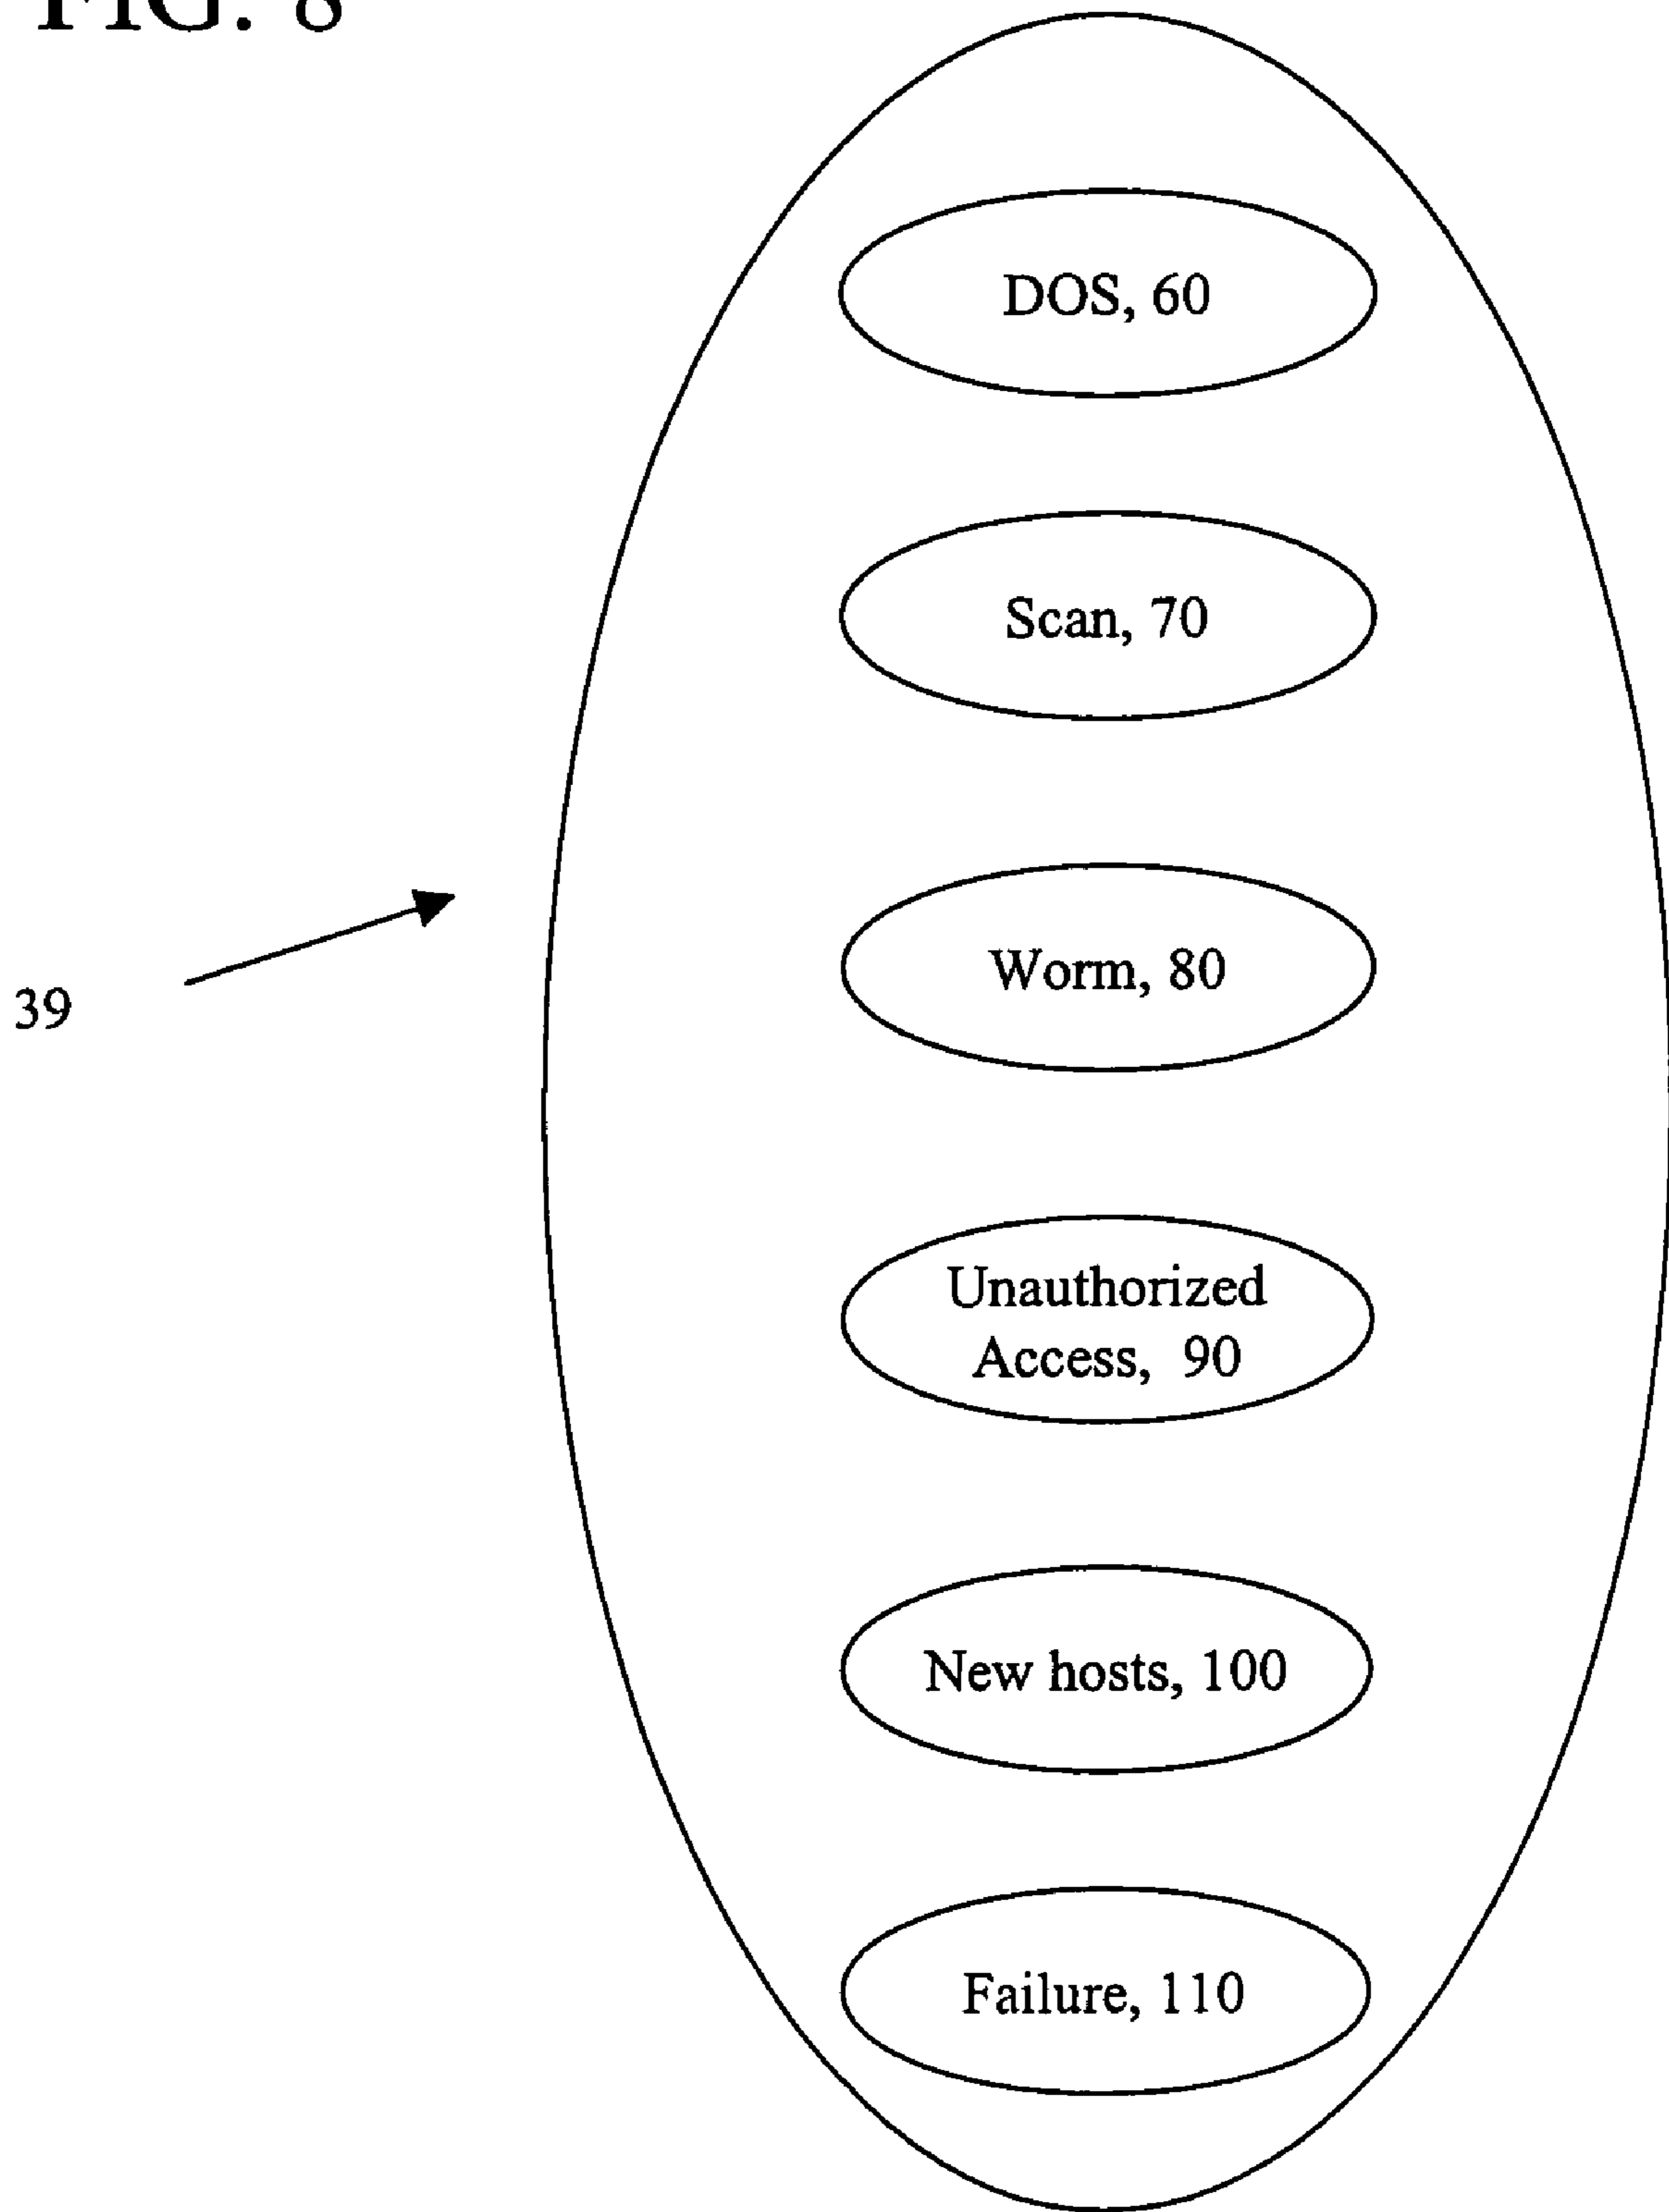 FIG. 8
DOS, 60
Scan, 70
Worm, 80
39
Unauthorized
Access, 90
New hosts, 100
Failure, 110